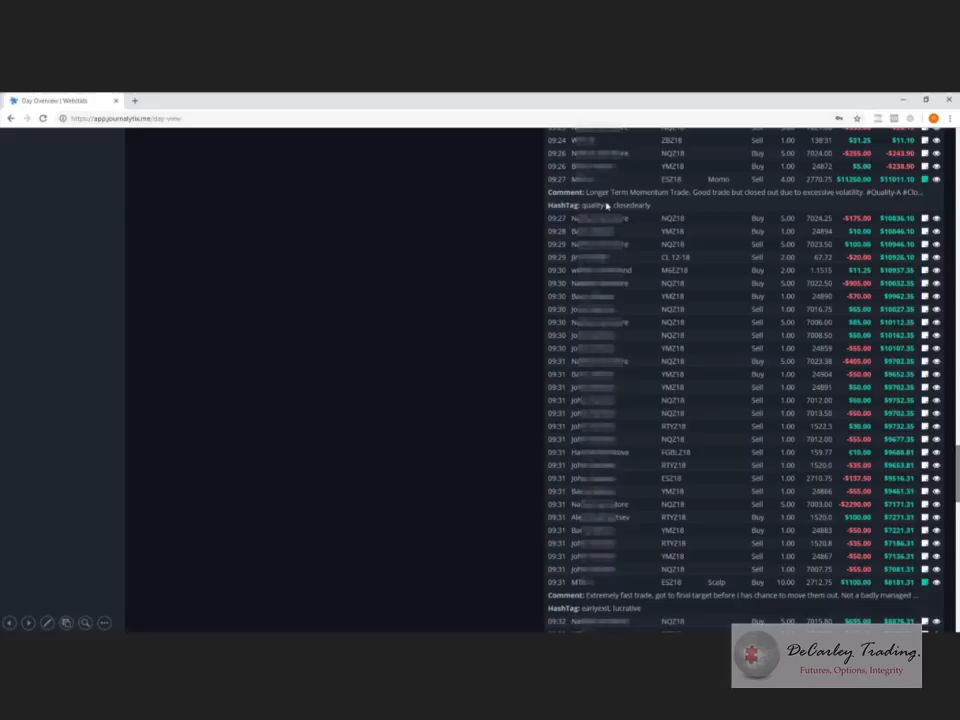 Day Overview | Webstats
https://app.journalytix.me/day-view
09:24 ZBZ18 Sell 1.00 138'31 $31.25 $11.10
09:26 NQZ18 Buy 5.00 7024.00 -$255.00 -$243.90
09:26 YMZ18 Buy 1.00 24872 $5.00 -$238.90
09:27 ESZ18 Momo Sell 4.00 2770.75 $11250.00 $11011.10
Comment: Longer Term Momentum Trade, Good trade but closed out due to excessive volatility. #Quality-A #Clo...
HashTag: closedearly
09:27 NQZ18 Buy 5.00 7024.25 -$175.00 $10836.10
09:28 YMZ18 Buy 1.00 24894 $10.00 $10846.10
09:29 NQZ18 Sell 5.00 7023.50 $100.00 $10946.10
09:29 CL 12-18 Sell 2.00 67.72 -$20.00 $10926.10
09:30 M6EZ18 Buy 2.00 1.1515 $11.25 $10937.35
09:30 NQZ18 Buy 5.00 7022.50 -$905.00 $10032.35
09:30 YMZ18 Buy 1.00 24890 -$70.00 $9962.35
09:30 NQZ18 Sell 1.00 7016.75 $65.00 $10027.35
09:30 NQZ18 Sell 5.00 7006.00 $85.00 $10112.35
09:30 NQZ18 Sell 1.00 7008.50 $50.00 $10162.35
09:30 YMZ18 Sell 1.00 24859 -$55.00 $10107.35
09:31 NQZ18 Buy 5.00 7023.38 -$405.00 $9702.35
09:31 YMZ18 Buy 1.00 24904 -$50.00 $9652.35
09:31 YMZ18 Sell 1.00 24891 $50.00 $9702.35
09:31 NQZ18 Sell 1.00 7012.00 $50.00 $9752.35
09:31 NQZ18 Sell 1.00 7013.50 -$50.00 $9702.35
09:31 RTYZ18 Sell 1.00 1522.3 $30.00 $9732.35
09:31 NQZ18 Sell 1.00 7012.00 -$55.00 $9677.35
09:31 FGBLZ18 Sell 1.00 159.77 €10.00 $9688.81
09:31 RTYZ18 Sell 1.00 1520.0 -$35.00 $9653.81
09:31 ESZ18 Sell 1.00 2710.75 -$137.50 $9516.31
09:31 YMZ18 Sell 1.00 24866 -$55.00 $9461.31
09:31 NQZ18 Buy 5.00 7003.00 -$2290.00 $7171.31
09:31 RTYZ18 Buy 1.00 1520.0 $100.00 $7271.31
09:31 YMZ18 Buy 1.00 24883 -$50.00 $7221.31
09:31 RTYZ18 Sell 1.00 1520.8 -$35.00 $7186.31
09:31 YMZ18 Sell 1.00 24867 -$50.00 $7136.31
09:31 NQZ18 Sell 1.00 7007.75 -$55.00 $7081.31
09:31 ESZ18 Scalp Buy 10.00 2712.75 $1100.00 $8181.31
Comment: Extremely fast trade, got to final target before I has chance to move them out. Not a badly managed ...
HashTag: earlyexit, lucrative
09:32 NQZ18 Buy 5.00 7015.80 $695.00 $8876.31
DeCarley Trading.
Futures, Options, Integrity